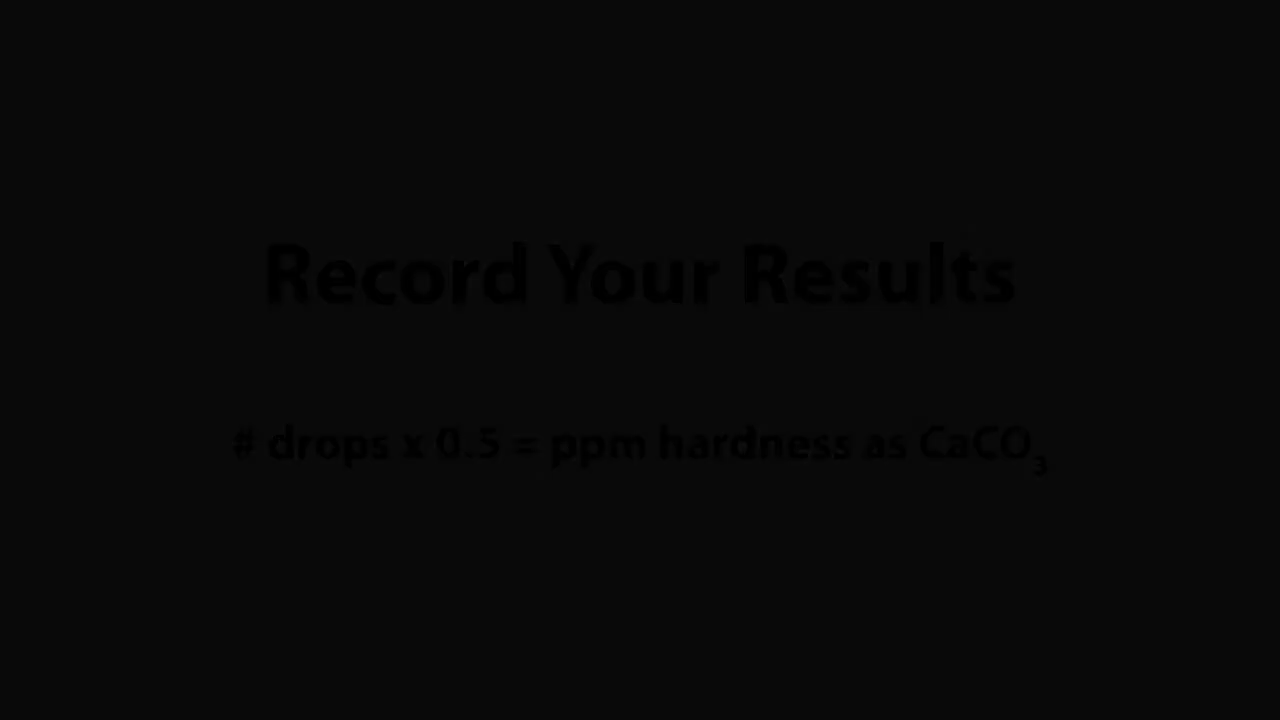 Record Your Results
# drops x 0.5 = ppm hardness as CaCO₃